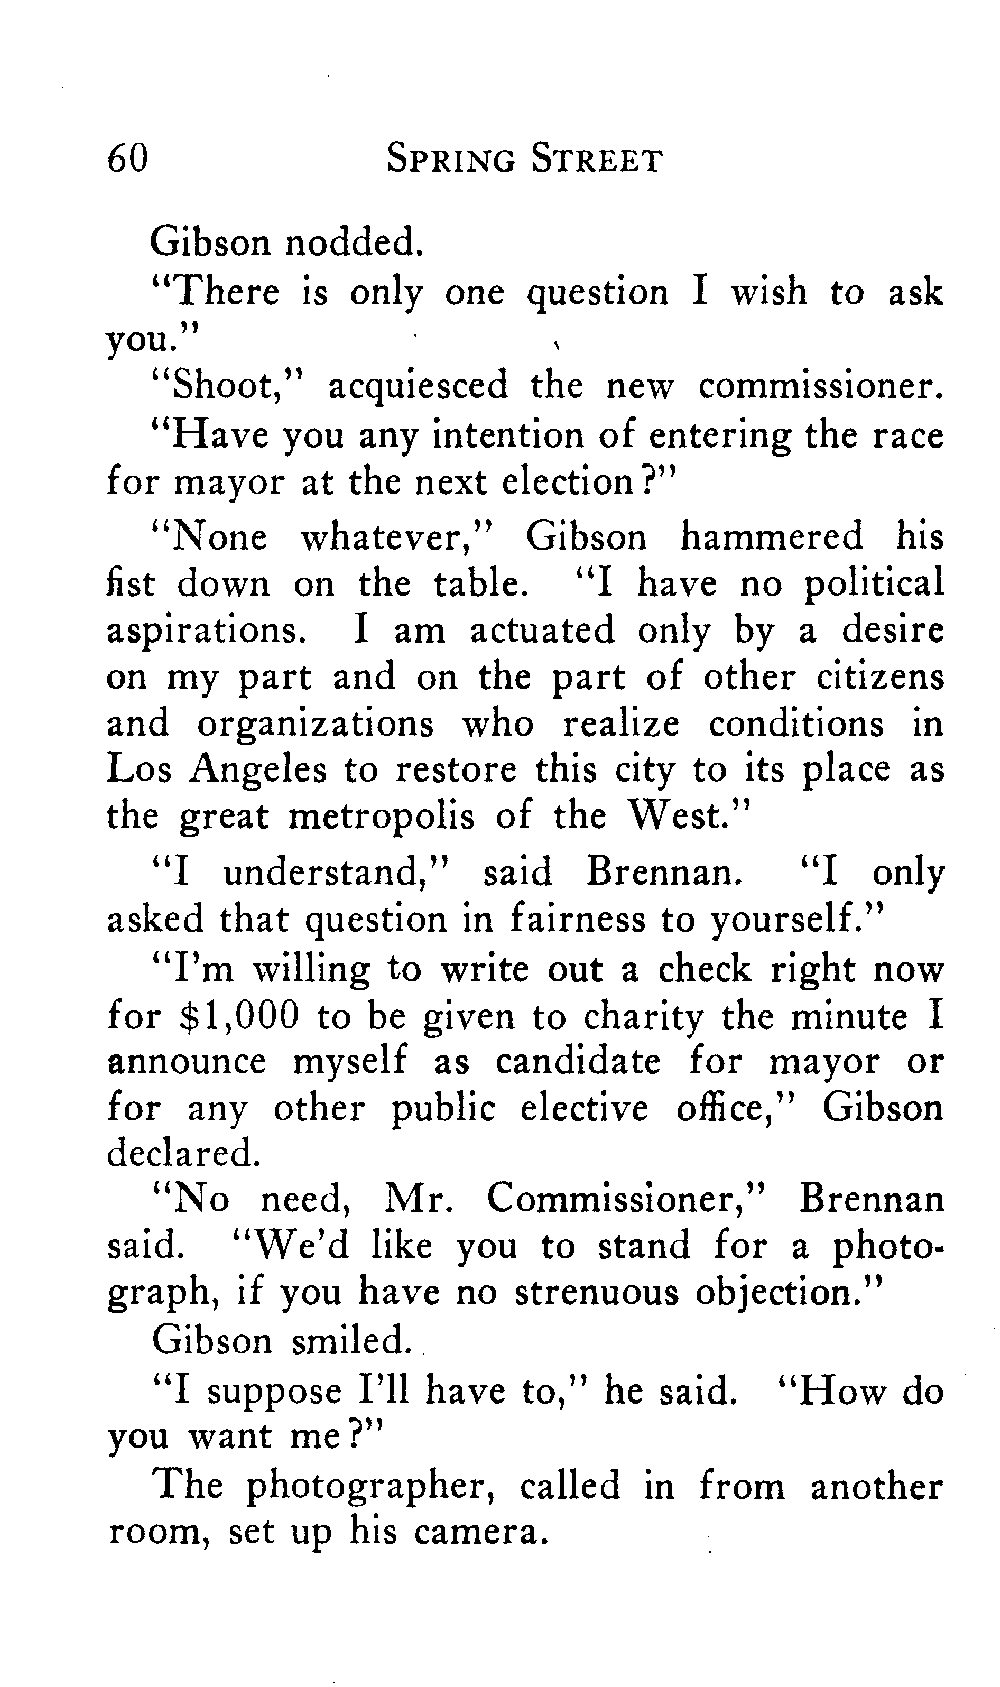 60 SPRING STREET
Gibson nodded.
"There is only one question I wish to ask
you."
"Shoot," acquiesced the new commissioner.
"Have you any intention of entering the race
for mayor at the next election?"
"None whatever," Gibson hammered his
fist down on the table. "I have no political
aspirations. I am actuated only by a desire
on my part and on the part of other citizens
and organizations who realize conditions in
Los Angeles to restore this city to its place as
the great metropolis of the West."
"I understand," said Brennan. "I only
asked that question in fairness to yourself."
"I'm willing to write out a check right now
for $1,000 to be given to charity the minute I
announce myself as candidate for mayor or
for any other public elective office," Gibson
declared.
"No need, Mr. Commissioner," Brennan
said. "We'd like you to stand for a photo-
graph, if you have no strenuous objection."
Gibson smiled.
"I suppose I'll have to," he said. "How do
you want me?"
The photographer, called in from another
room, set up his camera.